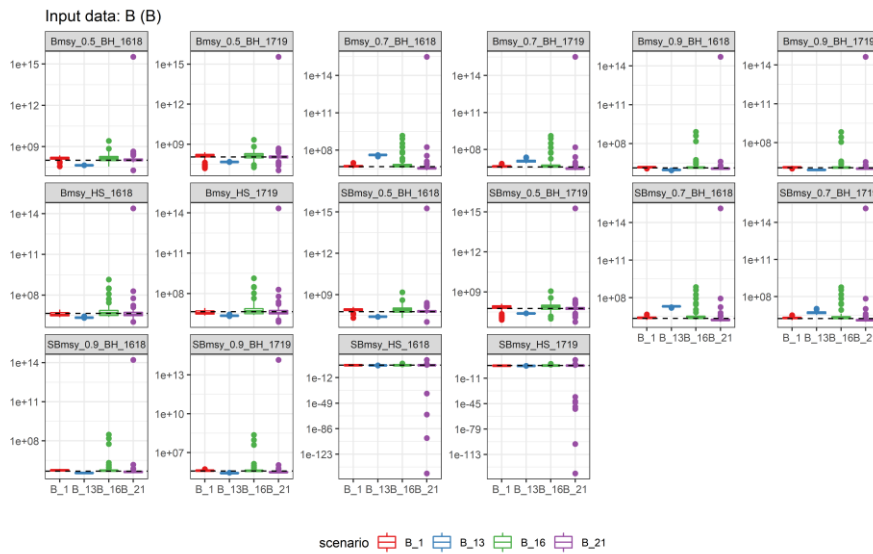 Input data: B (B)
Bmsy_0.5_BH_1618
Bmsy_0.5_BH_1719
Bmsy_0.7_BH_1618
Bmsy_0.7_BH_1719
Bmsy_0.9_BH_1618
Bmsy_0.9_BH_1719
1e+15
1e+12
1e+09
1e+15
1e+12
1e+09
1e+14
1e+11
1e+08
1e+14
1e+11
1e+08
1e+14
1e+11
1e+08
1e+14
1e+11
1e+08
Bmsy_HS_1618
Bmsy_HS_1719
SBmsy_0.5_BH_1618
SBmsy_0.5_BH_1719
SBmsy_0.7_BH_1618
SBmsy_0.7_BH_1719
1e+14
1e+11
1e+08
1e+14
1e+11
1e+08
1e+15
1e+12
1e+09
1e+15
1e+12
1e+09
1e+14
1e+11
1e+08
1e+14
1e+11
1e+08
SBmsy_0.9_BH_1618
SBmsy_0.9_BH_1719
SBmsy_HS_1618
SBmsy_HS_1719
B_1 B_13B_16B_21
B_1 B_13B_16B_2
1e+14
1e+11
1e+08
1e+13
1e+10
1e+07
1e-12
1e-49
1e-86
1e-123
1e-11
1e-45
1e-79
1e-113
B_1 B_13B_16B_21
B_1 B_13B_16B_21
B_1 B_13B_16B_21
B_1 B_13B_16B_21
scenario B_1 B_13 B_16 B_21